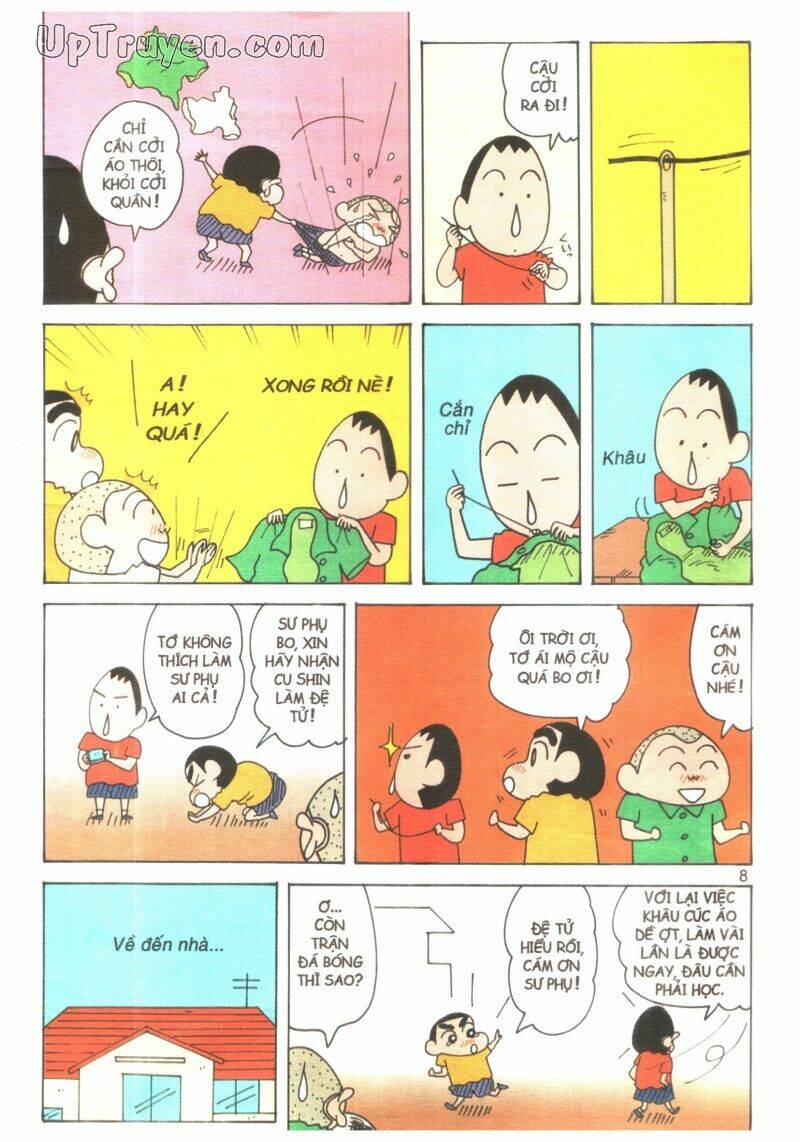 UpTruyen.com
CẬU
CỞI
RA ĐI!
CHỈ
CẦN CỞI
ÁO THÔI,
KHỎI CỞI
QUẦN!
Khâu
Cắn
chỉ
XONG RỒI NÈ!
A!
HAY
QUÁ!
CÁM
ƠN
CẬU
NHÉ!
ÔI TRỜI ƠI,
TỚ ÁI MỘ CẬU
QUÁ BO ƠI!
SƯ PHỤ
BO, XIN
HÃY NHẬN
CU SHIN
LÀM ĐỆ
TỬ!
TỚ KHÔNG
THÍCH LÀM
SƯ PHỤ
AI CẢ!
8
VỚI LẠI VIỆC
KHÂU CÚC ÁO
DỄ ỢT, LÀM VÀI
LẦN LÀ ĐƯỢC
NGAY, ĐÂU CẦN
PHẢI HỌC.
ĐỆ TỬ
HIỂU RỒI,
CÁM ƠN
SƯ PHỤ!
Ơ...
CÒN
TRẬN
ĐÁ BÓNG
THÌ SAO?
Về đến nhà...